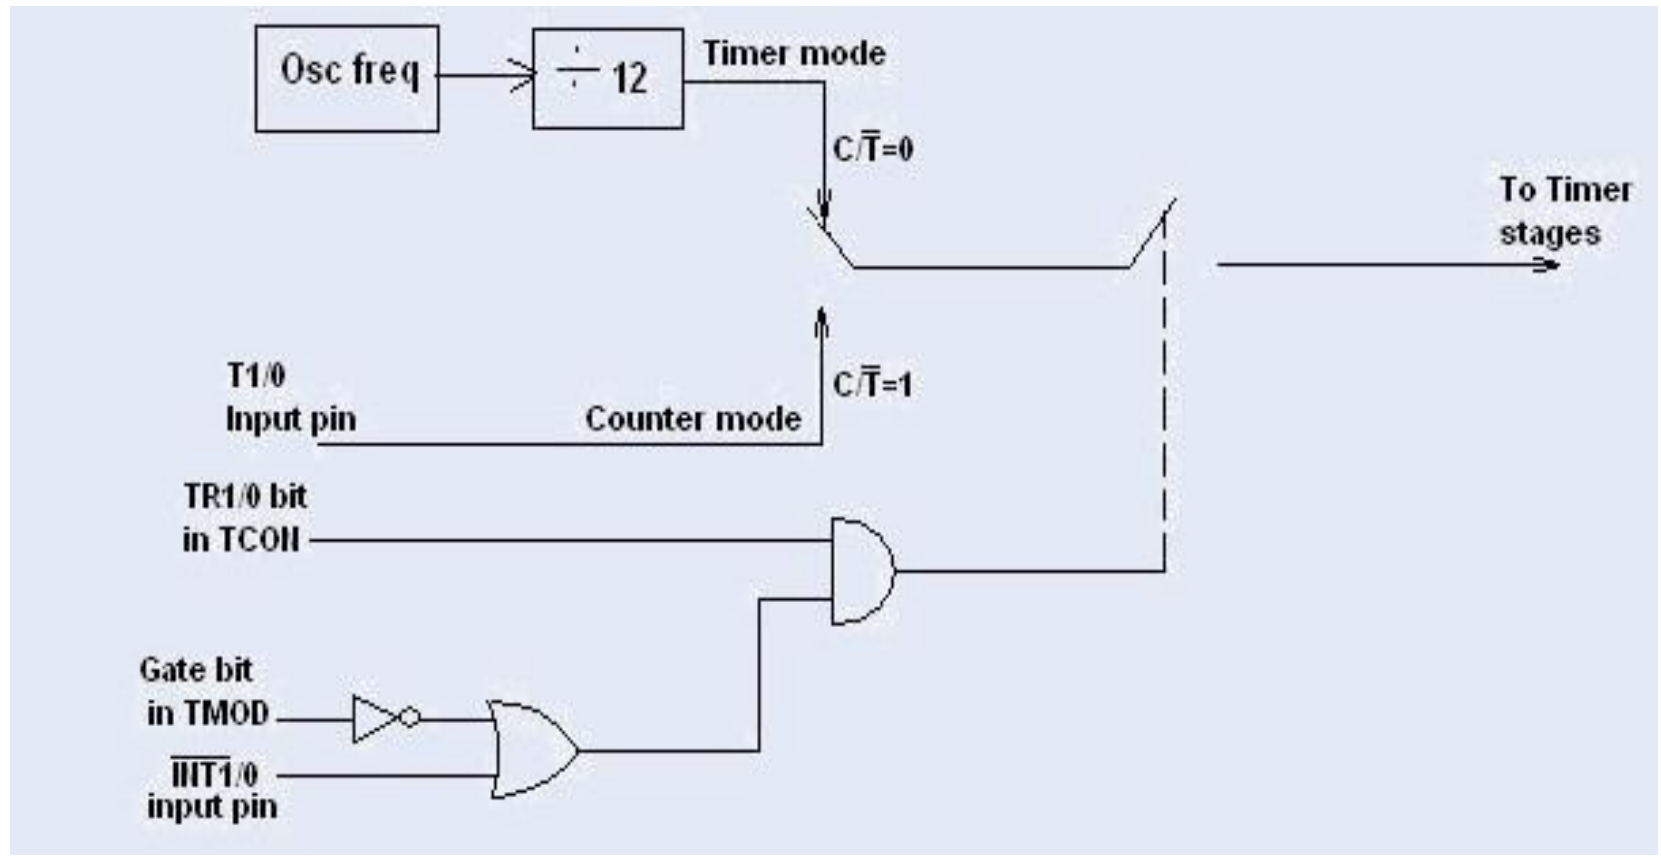 Osc freq
÷ 12
Timer mode
C/T̅=0
To Timer
stages
T1/0
Input pin
Counter mode
C/T̅=1
TR1/0 bit
in TCON
Gate bit
in TMOD
I̅N̅T̅1̅/0
input pin